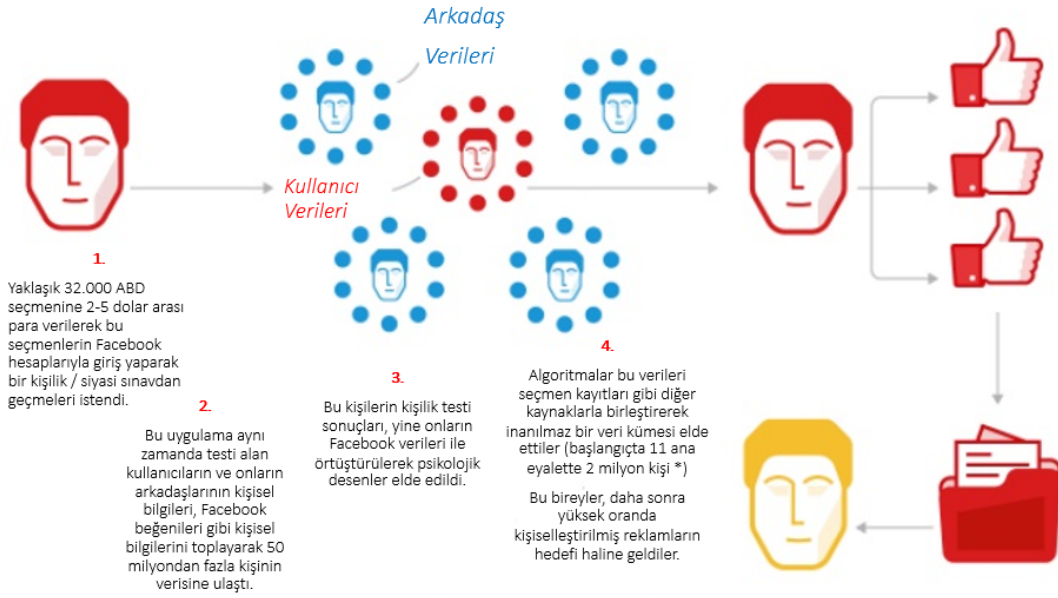 Arkadaş
Verileri
Kullanıcı
Verileri
1.
Yaklaşık 32.000 ABD
seçmenine 2-5 dolar arası
para verilerek bu
seçmenlerin Facebook
hesaplarıyla giriş yaparak
bir kişilik / siyasi sınavdan
geçmeleri istendi.
2.
Bu uygulama aynı
zamanda testi alan
kullanıcıların ve onların
arkadaşlarının kişisel
bilgileri, Facebook
beğenileri gibi kişisel
bilgilerini toplayarak 50
milyondan fazla kişinin
verisine ulaştı.
3.
Bu kişilerin kişilik testi
sonuçları, yine onların
Facebook verileri ile
örtüştürülerek psikolojik
desenler elde edildi.
4.
Algoritmalar bu verileri
seçmen kayıtları gibi diğer
kaynaklarla birleştirerek
inanılmaz bir veri kümesi elde
ettiler (başlangıçta 11 ana
eyalette 2 milyon kişi *)
Bu bireyler, daha sonra
yüksek oranda
kişiselleştirilmiş reklamların
hedefi haline geldiler.